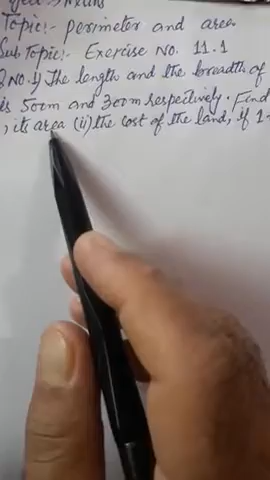 Topic:- perimeter and area
Sub Topic:- Exercise No. 11.1
Q No. 1) The length and the breadth of
is 500m and 300m respectively. Find
, its area (ii) the cost of the land, if 1